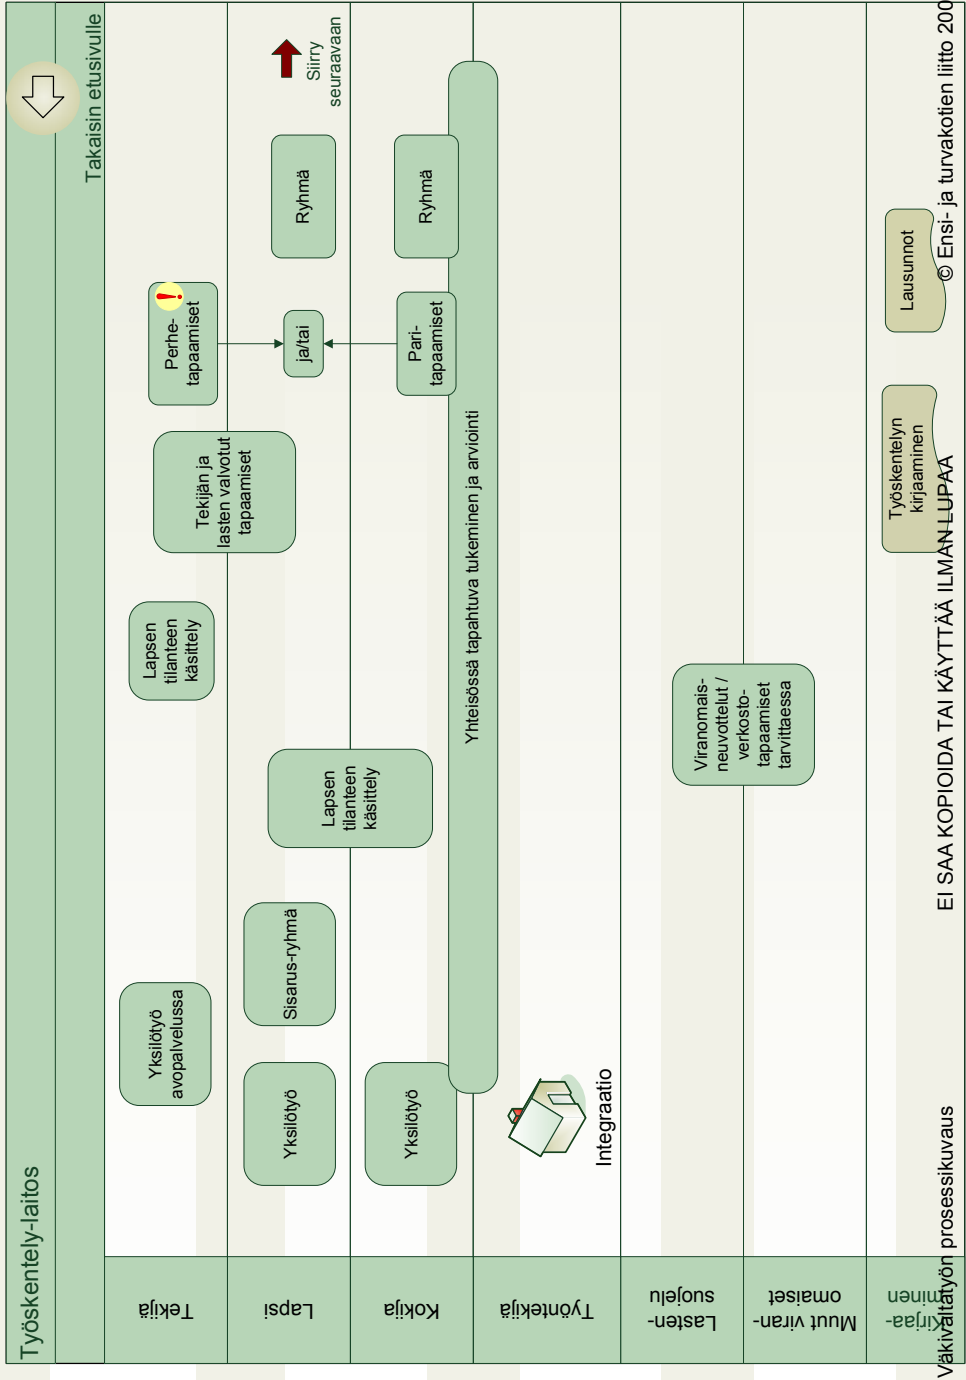 Työskentely-laitos
Takaisin etusivulle
Tekijä
Yksilötyö
avopalvelussa
Lapsen
tilanteen
käsittely
Tekijän ja
lasten valvotut
tapaamiset
Perhe-
tapaamiset
!
Lapsi
Yksilötyö
Sisarus-ryhmä
Lapsen
tilanteen
käsittely
ja/tai
Ryhmä
Siirry
seuraavaan
Kokija
Yksilötyö
Pari-
tapaamiset
Ryhmä
Yhteisössä tapahtuva tukeminen ja arviointi
Työntekijä
Integraatio
Lasten-
suojelu
Viranomais-
neuvottelut /
verkosto-
tapaamiset
tarvittaessa
Muut viran-
omaiset
Kirjaa-
minen
Työskentelyn
kirjaaminen
Lausunnot
Väkivaltatyön prosessikuvaus
EI SAA KOPIOIDA TAI KÄYTTÄÄ ILMAN LUPAA
© Ensi- ja turvakotien liitto 200